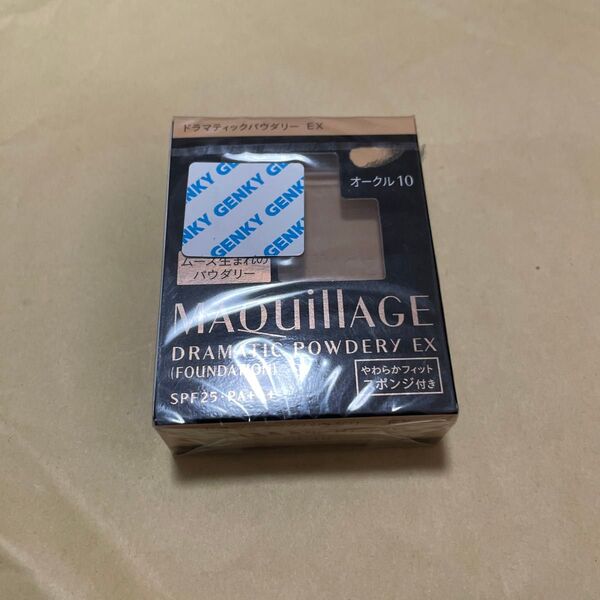 ドラマティックパウダリー EX
オークル10
GENKY GENKY
GENKY GENKY GENKY
GENKY GENKY
ムース生まれの
パウダリー
MAQuillAGE
DRAMATIC POWDERY EX
(FOUNDATION)
やわらかフィット
スポンジ付き
SPF25・PA+++